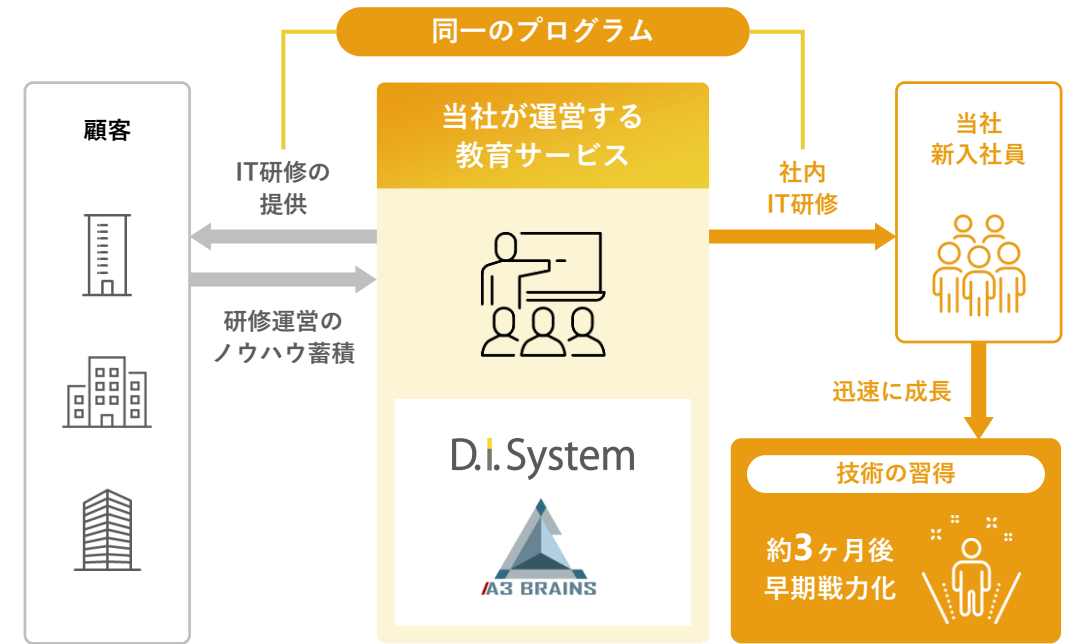 同一のプログラム
顧客
IT研修の
提供
研修運営の
ノウハウ蓄積
当社が運営する
教育サービス
D.i.System
A3 BRAINS
社内
IT研修
当社
新入社員
迅速に成長
技術の習得
約3ヶ月後
早期戦力化